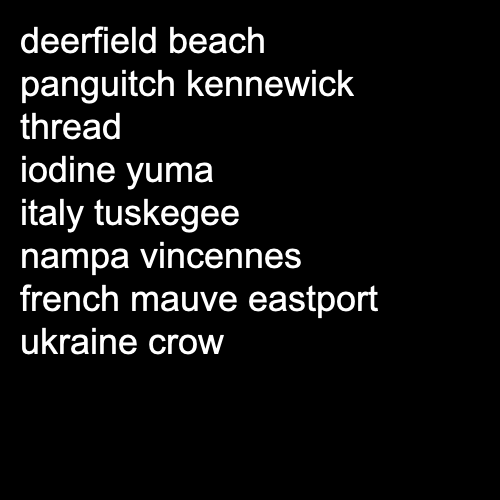 deerfield beach
panguitch kennewick
thread
iodine yuma
italy tuskegee
nampa vincennes
french mauve eastport
ukraine crow